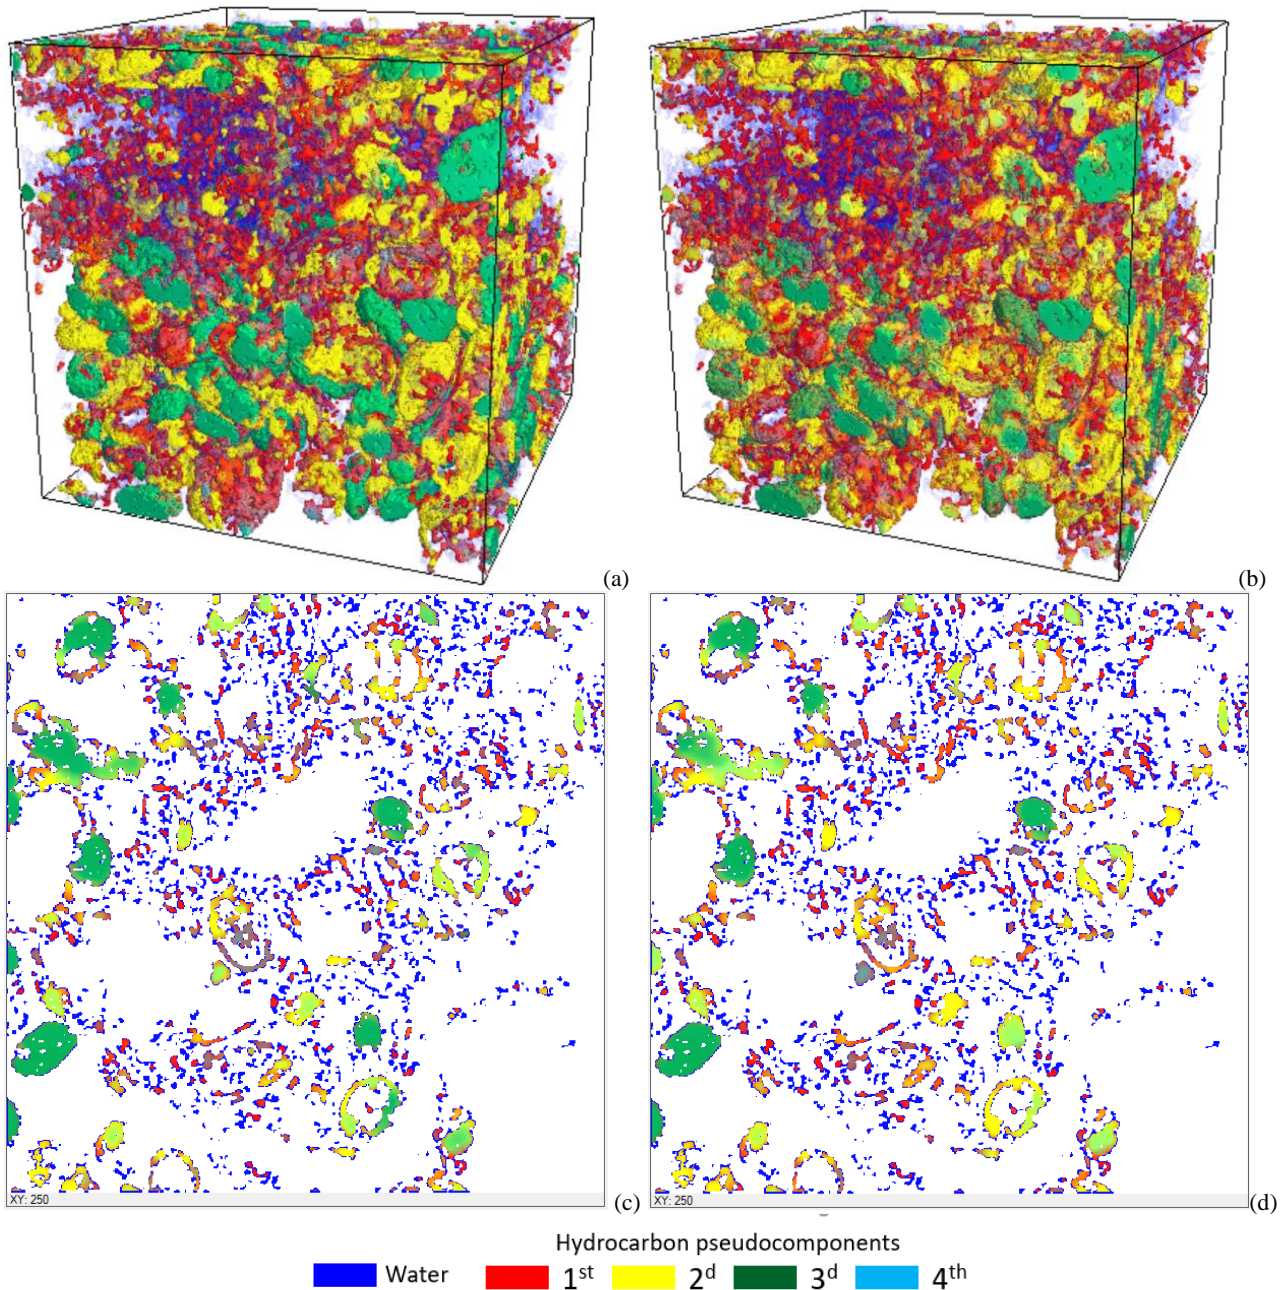 (a)
(b)
XY: 250
(c)
XY: 250
(d)
Hydrocarbon pseudocomponents
Water 1st 2d 3d 4th